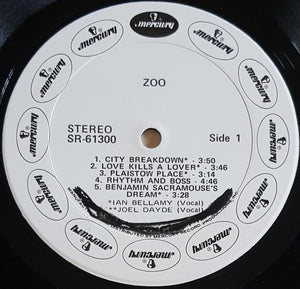 mercury
ZOO
STEREO
SR-61300
Side 1
1. CITY BREAKDOWN* - 3:50
2. LOVE KILLS A LOVER* - 3:46
3. PLAISTOW PLACE* - 3:14
4. RHYTHM AND BOSS - 4:55
5. BENJAMIN SACRAMOUSE'S
DREAM* - 3:28
*IAN BELLAMY (Vocal)
**JOEL DAYDE (Vocal)